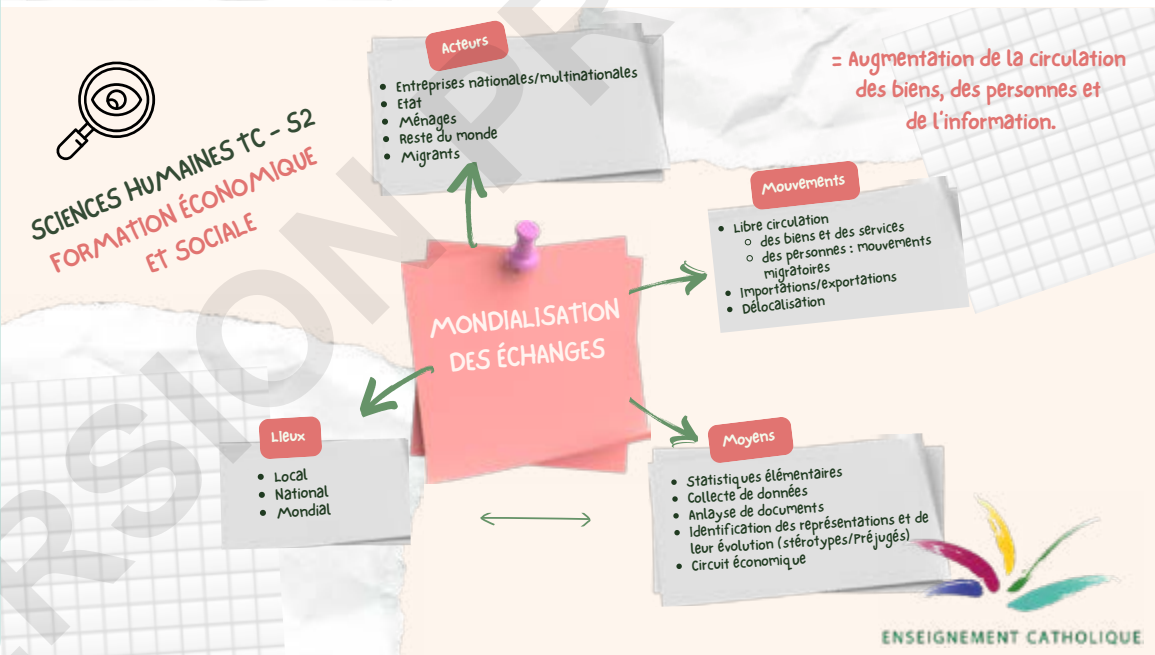 SCIENCES HUMAINES TC - S2
FORMATION ÉCONOMIQUE
ET SOCIALE
Acteurs
Entreprises nationales/multinationales
Etat
Ménages
Reste du monde
Migrants
= Augmentation de la circulation
des biens, des personnes et
de l'information.
Mouvements
Libre circulation
des biens et des services
des personnes : mouvements
migratoires
Importations/exportations
Délocalisation
MONDIALISATION
DES ÉCHANGES
Lieux
Local
National
Mondial
Moyens
Statistiques élémentaires
Collecte de données
Anlayse de documents
Identification des représentations et de
leur évolution (stérotypes/Préjugés)
Circuit économique
ENSEIGNEMENT CATHOLIQUE
RSION PR